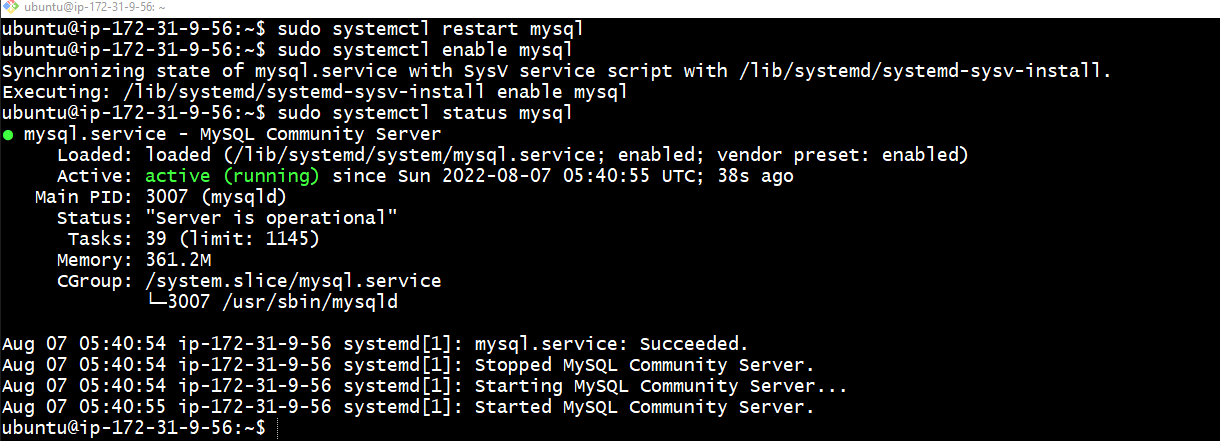 ubuntu@ip-172-31-9-56: ~
ubuntu@ip-172-31-9-56:~$ sudo systemctl restart mysql
ubuntu@ip-172-31-9-56:~$ sudo systemctl enable mysql
Synchronizing state of mysql.service with SysV service script with /lib/systemd/systemd-sysv-install.
Executing: /lib/systemd/systemd-sysv-install enable mysql
ubuntu@ip-172-31-9-56:~$ sudo systemctl status mysql
● mysql.service - MySQL Community Server
     Loaded: loaded (/lib/systemd/system/mysql.service; enabled; vendor preset: enabled)
     Active: active (running) since Sun 2022-08-07 05:40:55 UTC; 38s ago
   Main PID: 3007 (mysqld)
     Status: "Server is operational"
      Tasks: 39 (limit: 1145)
     Memory: 361.2M
     CGroup: /system.slice/mysql.service
             └─3007 /usr/sbin/mysqld
Aug 07 05:40:54 ip-172-31-9-56 systemd[1]: mysql.service: Succeeded.
Aug 07 05:40:54 ip-172-31-9-56 systemd[1]: Stopped MySQL Community Server.
Aug 07 05:40:54 ip-172-31-9-56 systemd[1]: Starting MySQL Community Server...
Aug 07 05:40:55 ip-172-31-9-56 systemd[1]: Started MySQL Community Server.
ubuntu@ip-172-31-9-56:~$